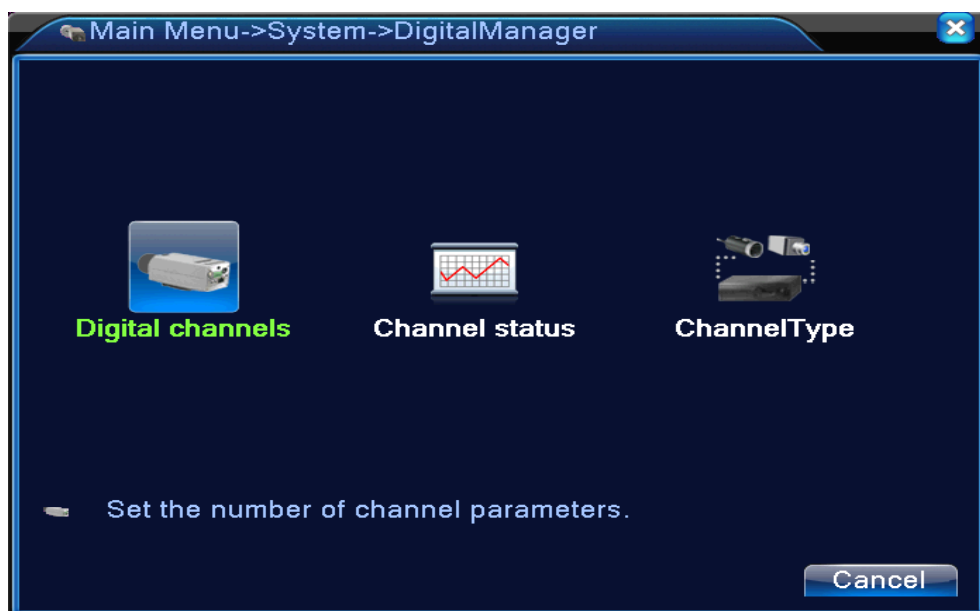 Main Menu->System->DigitalManager
Digital channels
Channel status
ChannelType
Set the number of channel parameters.
Cancel